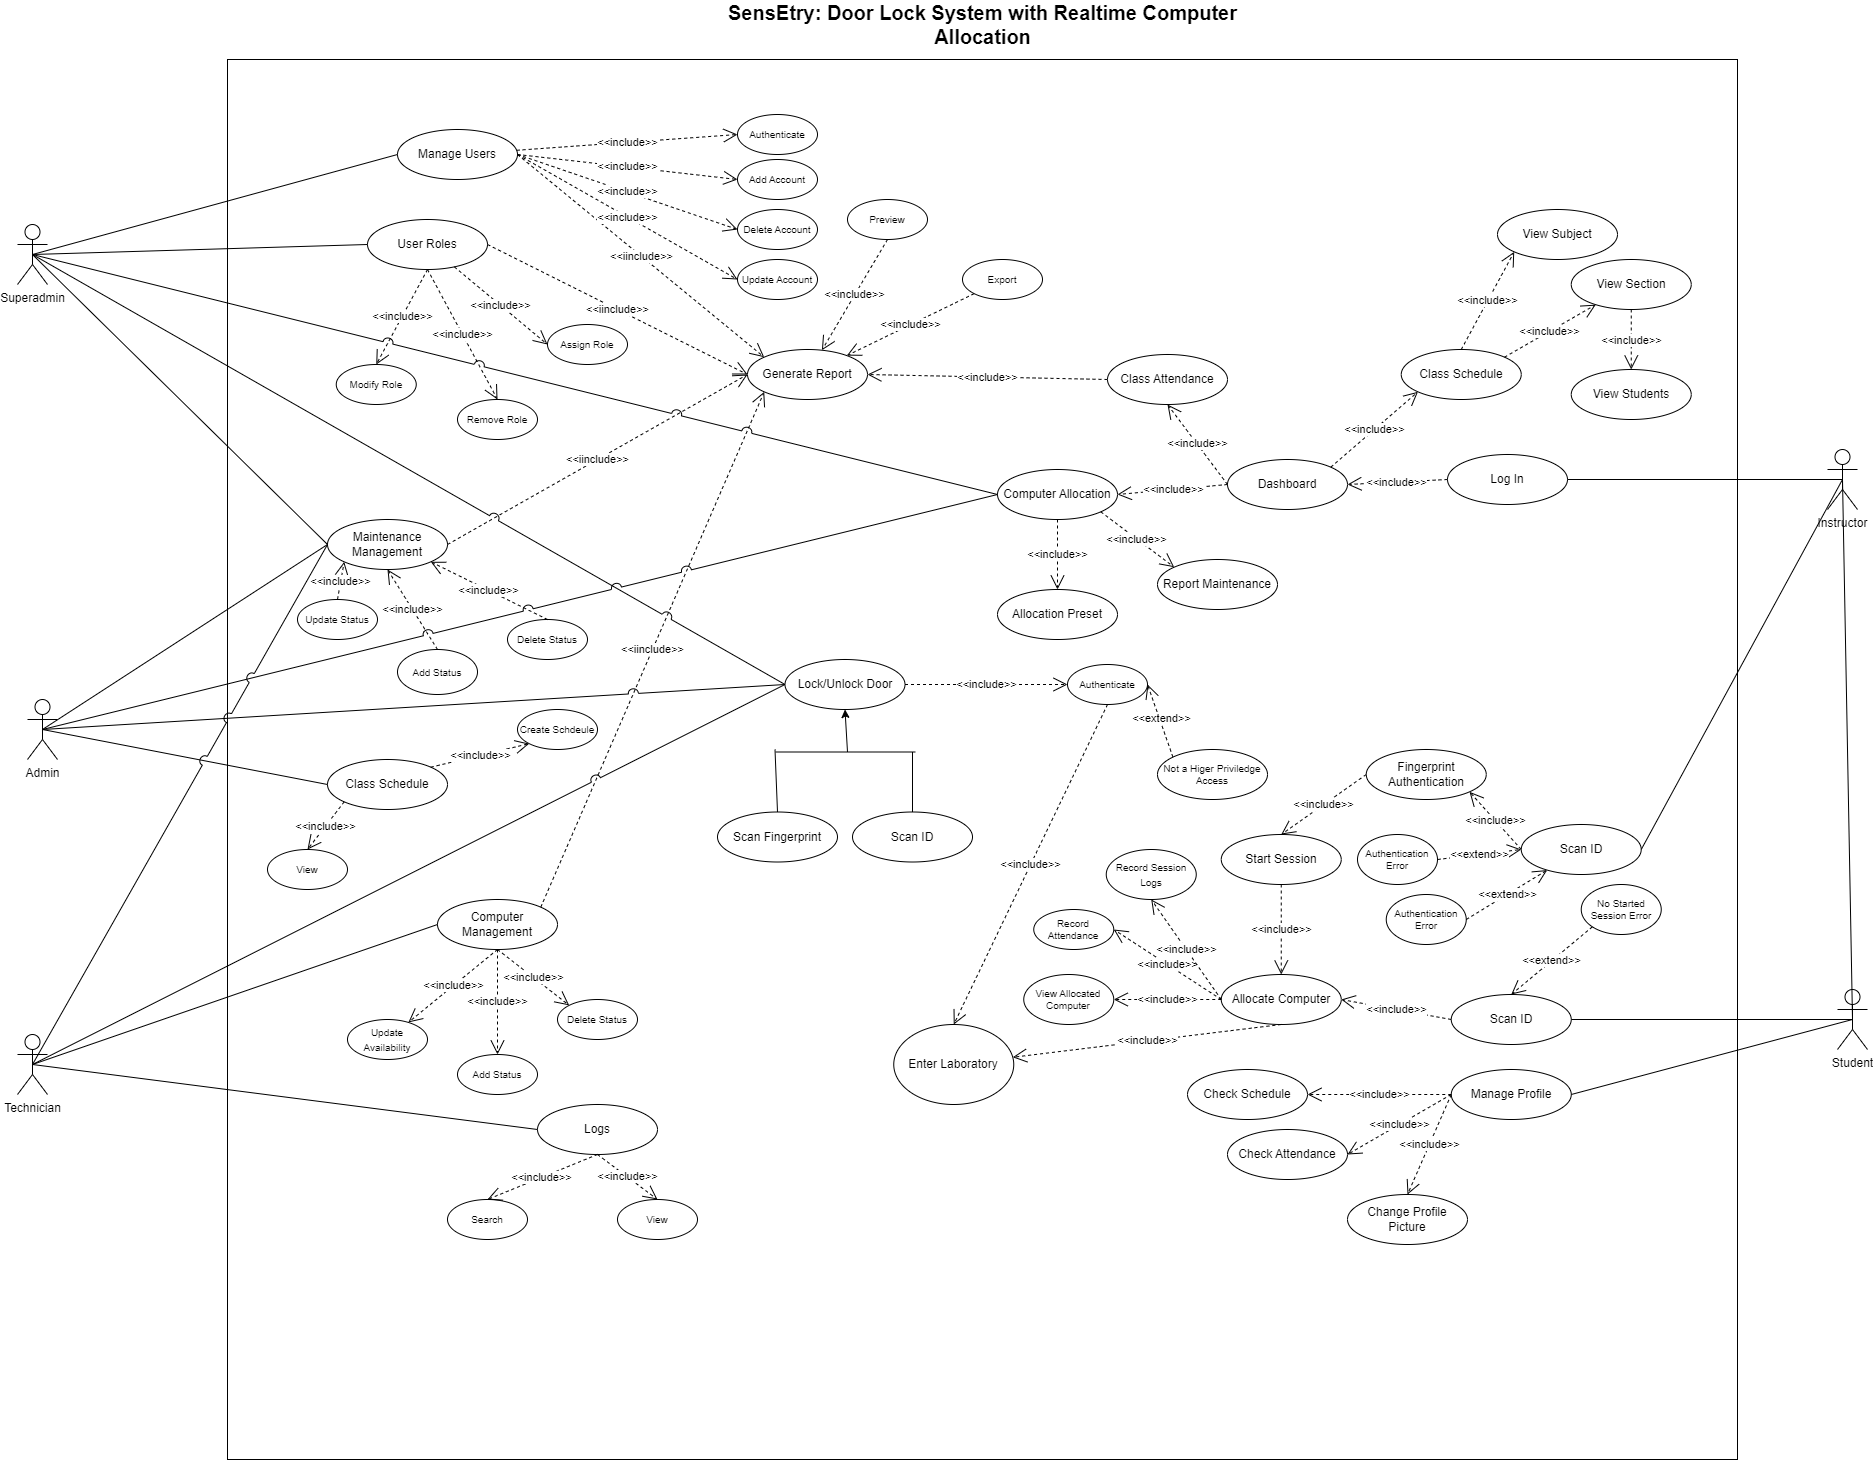 SensEtry: Door Lock System with Realtime Computer
Allocation
Authenticate
<<include>>
Manage Users
<<include>>
Add Account
<<include>>
Preview
<<include>>
Delete Account
View Subject
User Roles
<<iinclude>>
Update Account
Export
View Section
Superadmin
<<include>>
<<include>>
<<include>>
<<iinclude>>
<<include>>
<<include>>
<<include>>
<<include>>
<<include>>
Assign Role
Generate Report
<<include>>
Class Attendance
Class Schedule
Modify Role
View Students
Remove Role
<<include>>
<<include>>
<<iinclude>>
Log In
Dashboard
<<include>>
<<include>>
Computer Allocation
Instructor
Maintenance
Management
<<include>>
<<include>>
<<include>>
<<include>>
Report Maintenance
<<include>>
Update Status
Allocation Preset
Delete Status
<<iinclude>>
Add Status
Lock/Unlock Door
<<include>>
Authenticate
<<extend>>
Create Schdeule
<<include>>
Admin
Not a Higer Priviledge
Access
Fingerprint
Authentication
Class Schedule
<<include>>
<<include>>
<<include>>
Scan Fingerprint
Scan ID
Scan ID
Authentication
Error
<<extend>>
Start Session
View
<<include>>
Record Session
Logs
<<extend>>
No Started
Session Error
Authentication
Error
Computer
Management
Record
Attendance
<<include>>
<<include>>
<<include>>
<<extend>>
<<include>>
<<include>>
<<include>>
View Allocated
Computer
<<include>>
Allocate Computer
<<include>>
Scan ID
Delete Status
Update
Availability
<<include>>
Enter Laboratory
Student
Add Status
Check Schedule
<<include>>
Manage Profile
Technician
<<include>>
Logs
<<include>>
Check Attendance
<<include>>
<<include>>
Search
View
Change Profile
Picture